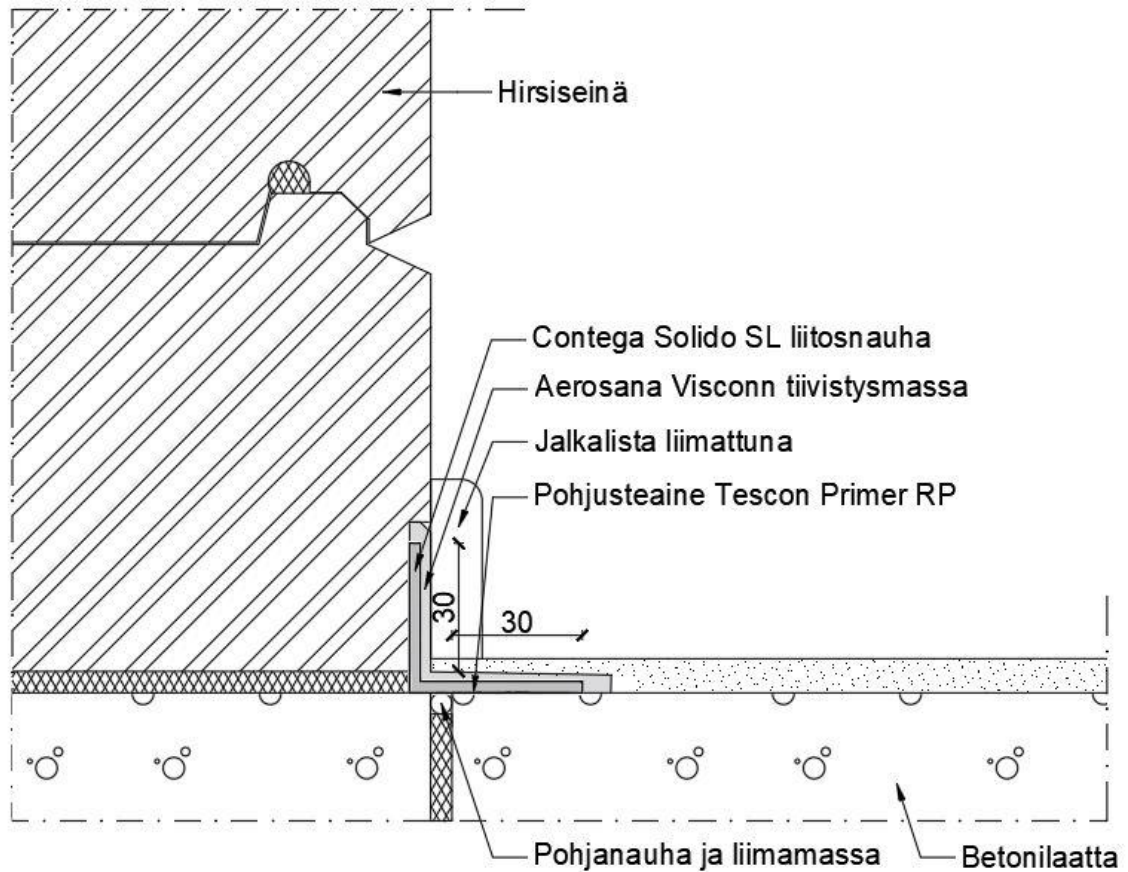 Hirsiseinä
Contega Solido SL liitosnauha
Aerosana Visconn tiivistysmassa
Jalkalista liimattuna
Pohjusteaine Tescon Primer RP
30
30
Pohjanauha ja liimamassa
Betonilaatta